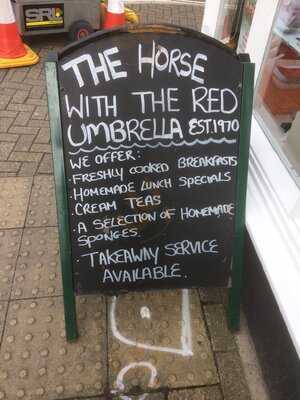 SRL
THE HORSE
WITH THE RED
UMBRELLA EST.1970
WE OFFER:
• FRESHLY COOKED BREAKFASTS
• HOMEMADE LUNCH SPECIALS
• CREAM TEAS
• A SELECTION OF HOMEMADE
SPONGES.
• TAKEAWAY SERVICE
AVAILABLE.